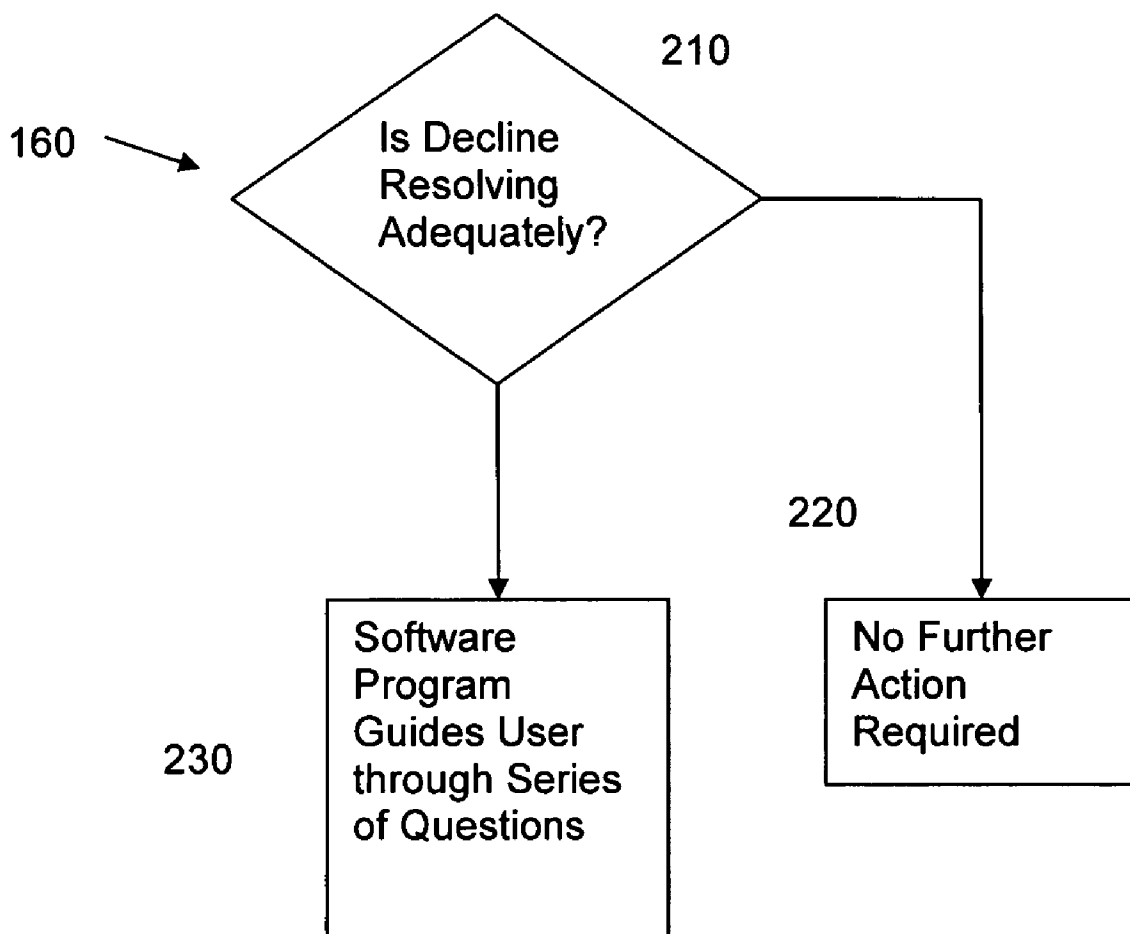 210
160
Is Decline
Resolving
Adequately?
220
230
Software
Program
Guides User
through Series
of Questions
No Further
Action
Required